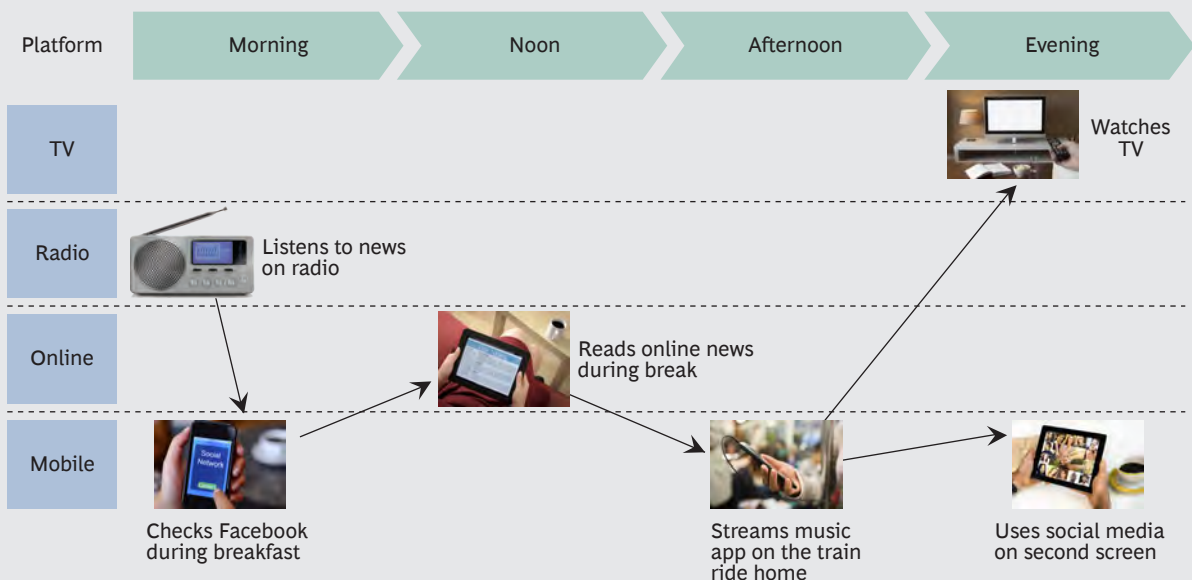 Platform
Morning
Noon
Afternoon
Evening
TV
Watches
TV
Radio
Listens to news
on radio
Online
Reads online news
during break
Mobile
Social
Network
Checks Facebook
during breakfast
Streams music
app on the train
ride home
Uses social media
on second screen